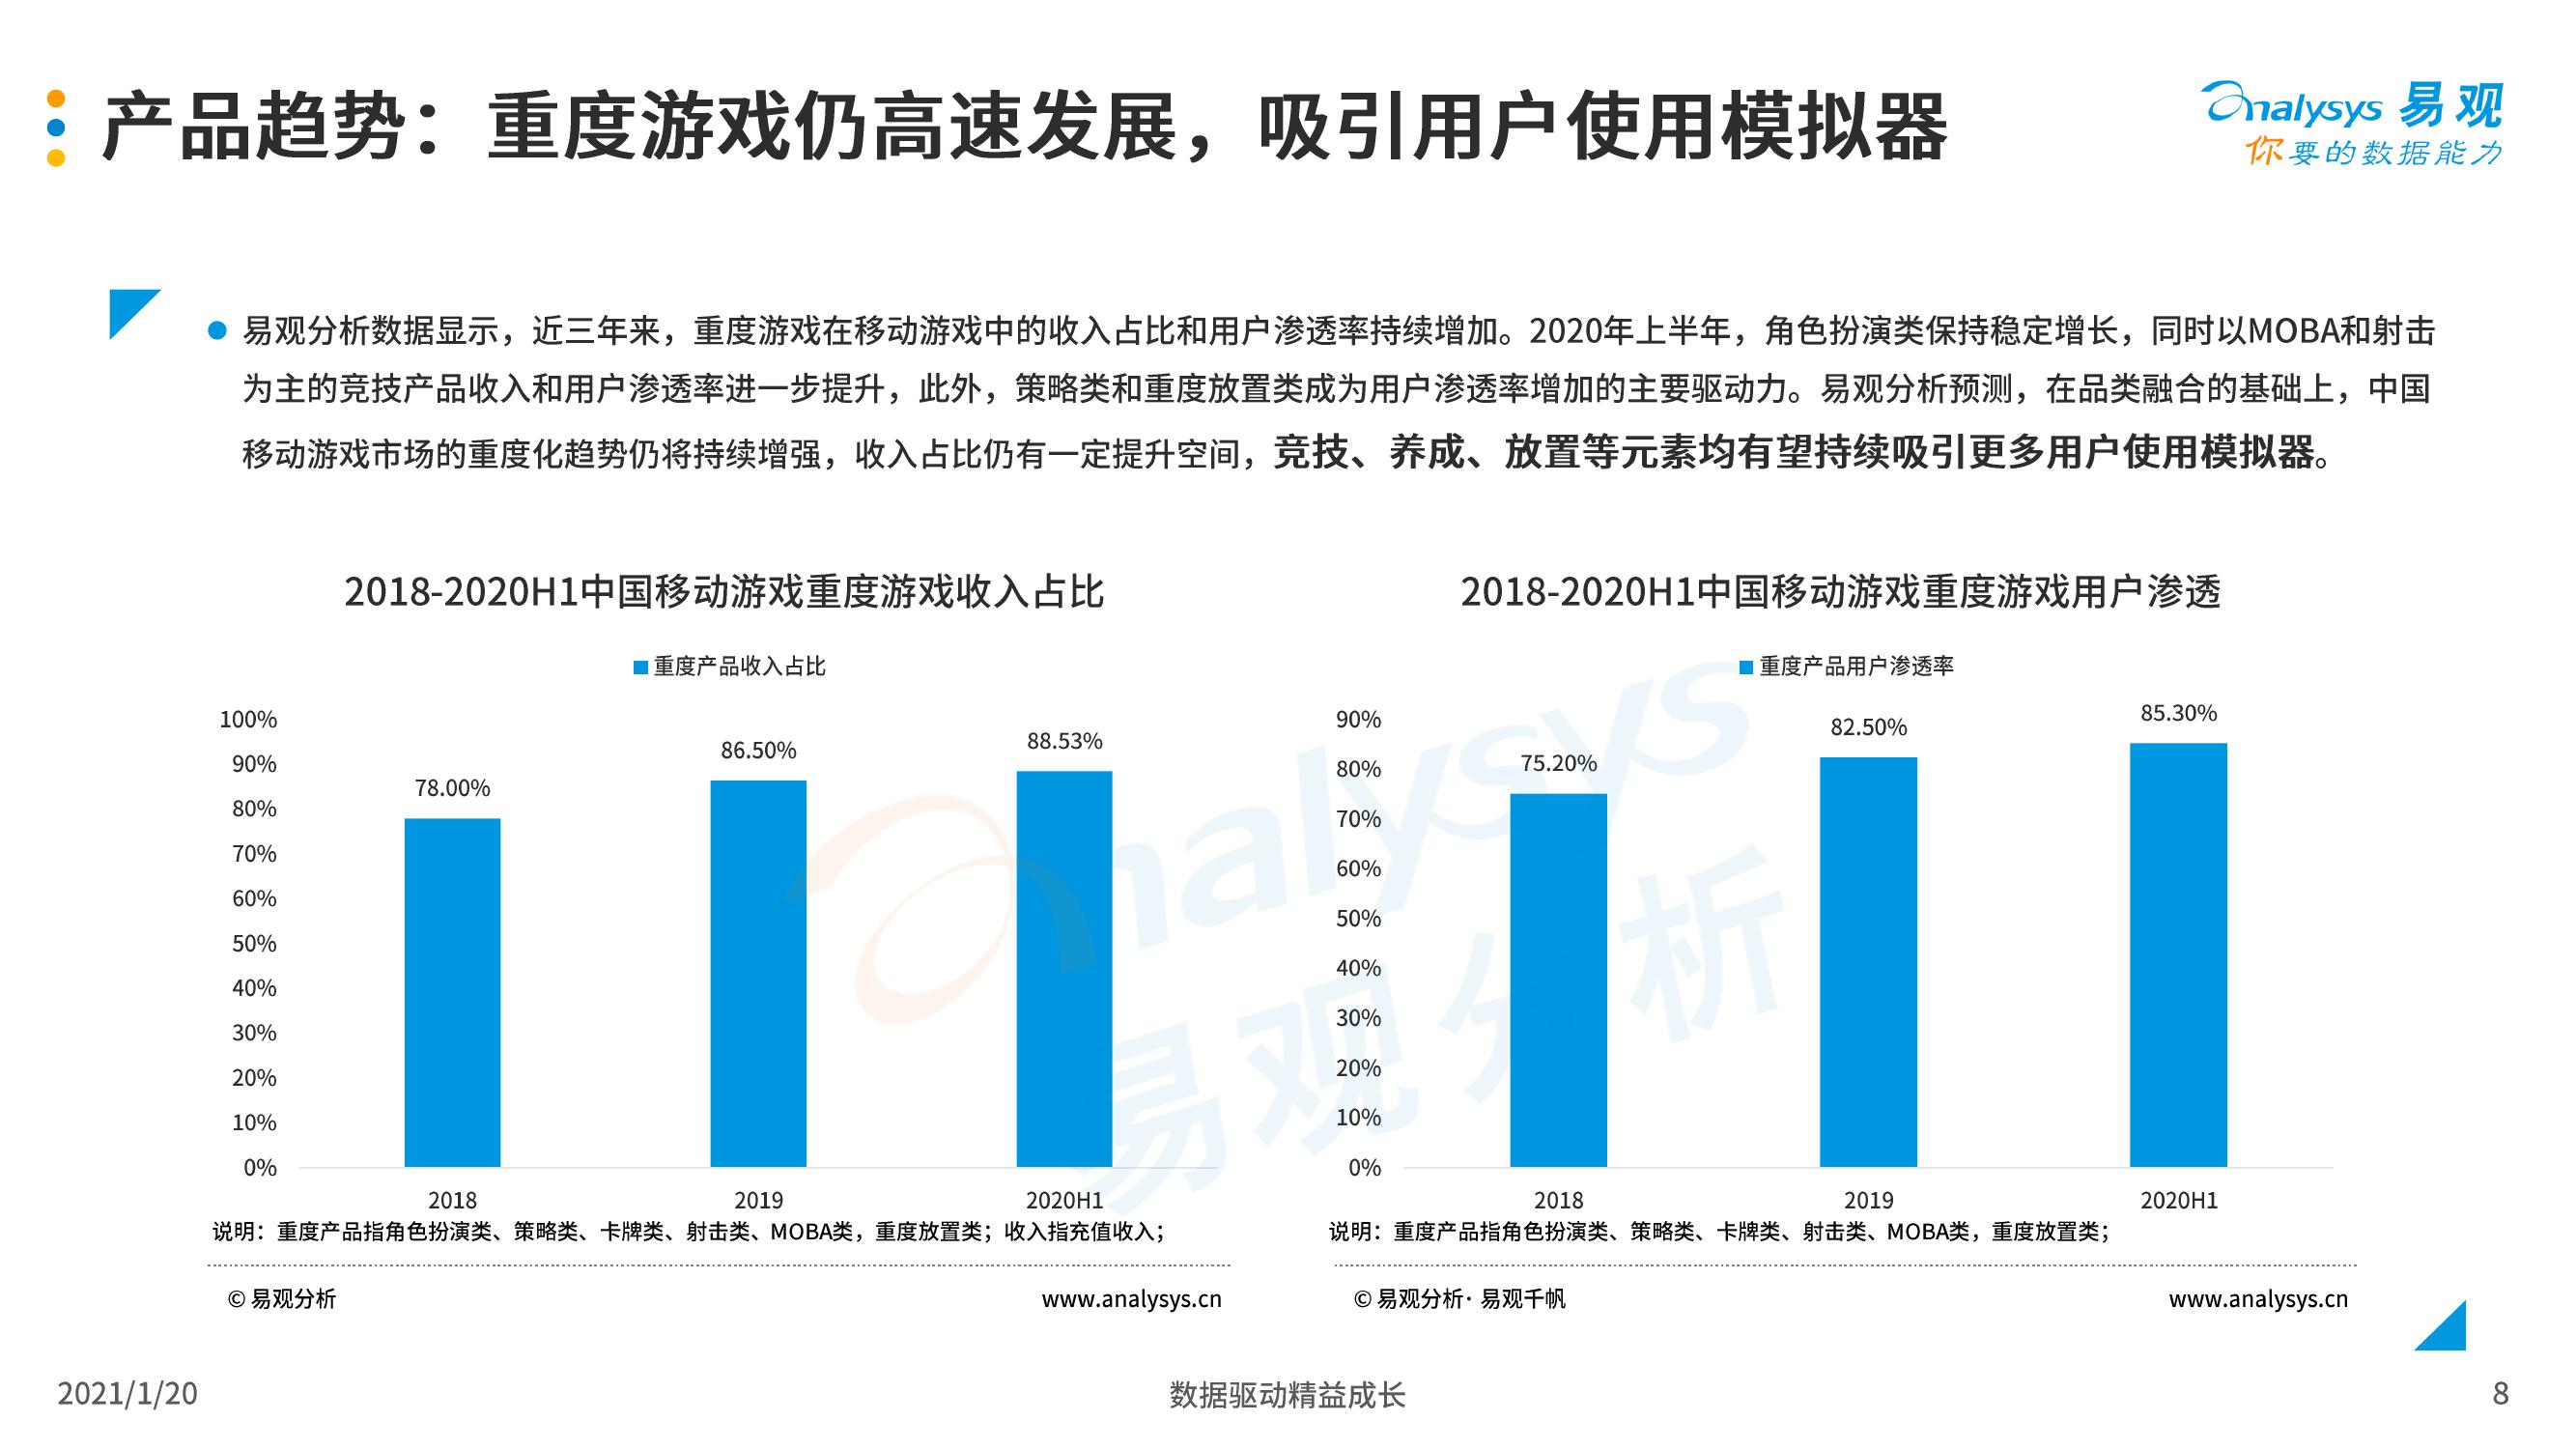 产品趋势：重度游戏仍高速发展，吸引用户使用模拟器
analysys 易观
你要的数据能力
易观分析数据显示，近三年来，重度游戏在移动游戏中的收入占比和用户渗透率持续增加。2020年上半年，角色扮演类保持稳定增长，同时以MOBA和射击
为主的竞技产品收入和用户渗透率进一步提升，此外，策略类和重度放置类成为用户渗透率增加的主要驱动力。易观分析预测，在品类融合的基础上，中国
移动游戏市场的重度化趋势仍将持续增强，收入占比仍有一定提升空间，竞技、养成、放置等元素均有望持续吸引更多用户使用模拟器。
2018-2020H1中国移动游戏重度游戏收入占比
重度产品收入占比
100%
90%
80%
70%
60%
50%
40%
30%
20%
10%
0%
78.00%
86.50%
88.53%
2018
2019
2020H1
说明：重度产品指角色扮演类、策略类、卡牌类、射击类、MOBA类，重度放置类；收入指充值收入；
© 易观分析
www.analysys.cn
2018-2020H1中国移动游戏重度游戏用户渗透
重度产品用户渗透率
90%
80%
70%
60%
50%
40%
30%
20%
10%
0%
75.20%
82.50%
85.30%
2018
2019
2020H1
说明：重度产品指角色扮演类、策略类、卡牌类、射击类、MOBA类，重度放置类；
© 易观分析· 易观千帆
www.analysys.cn
analysys
易观分析
2021/1/20
数据驱动精益成长
8